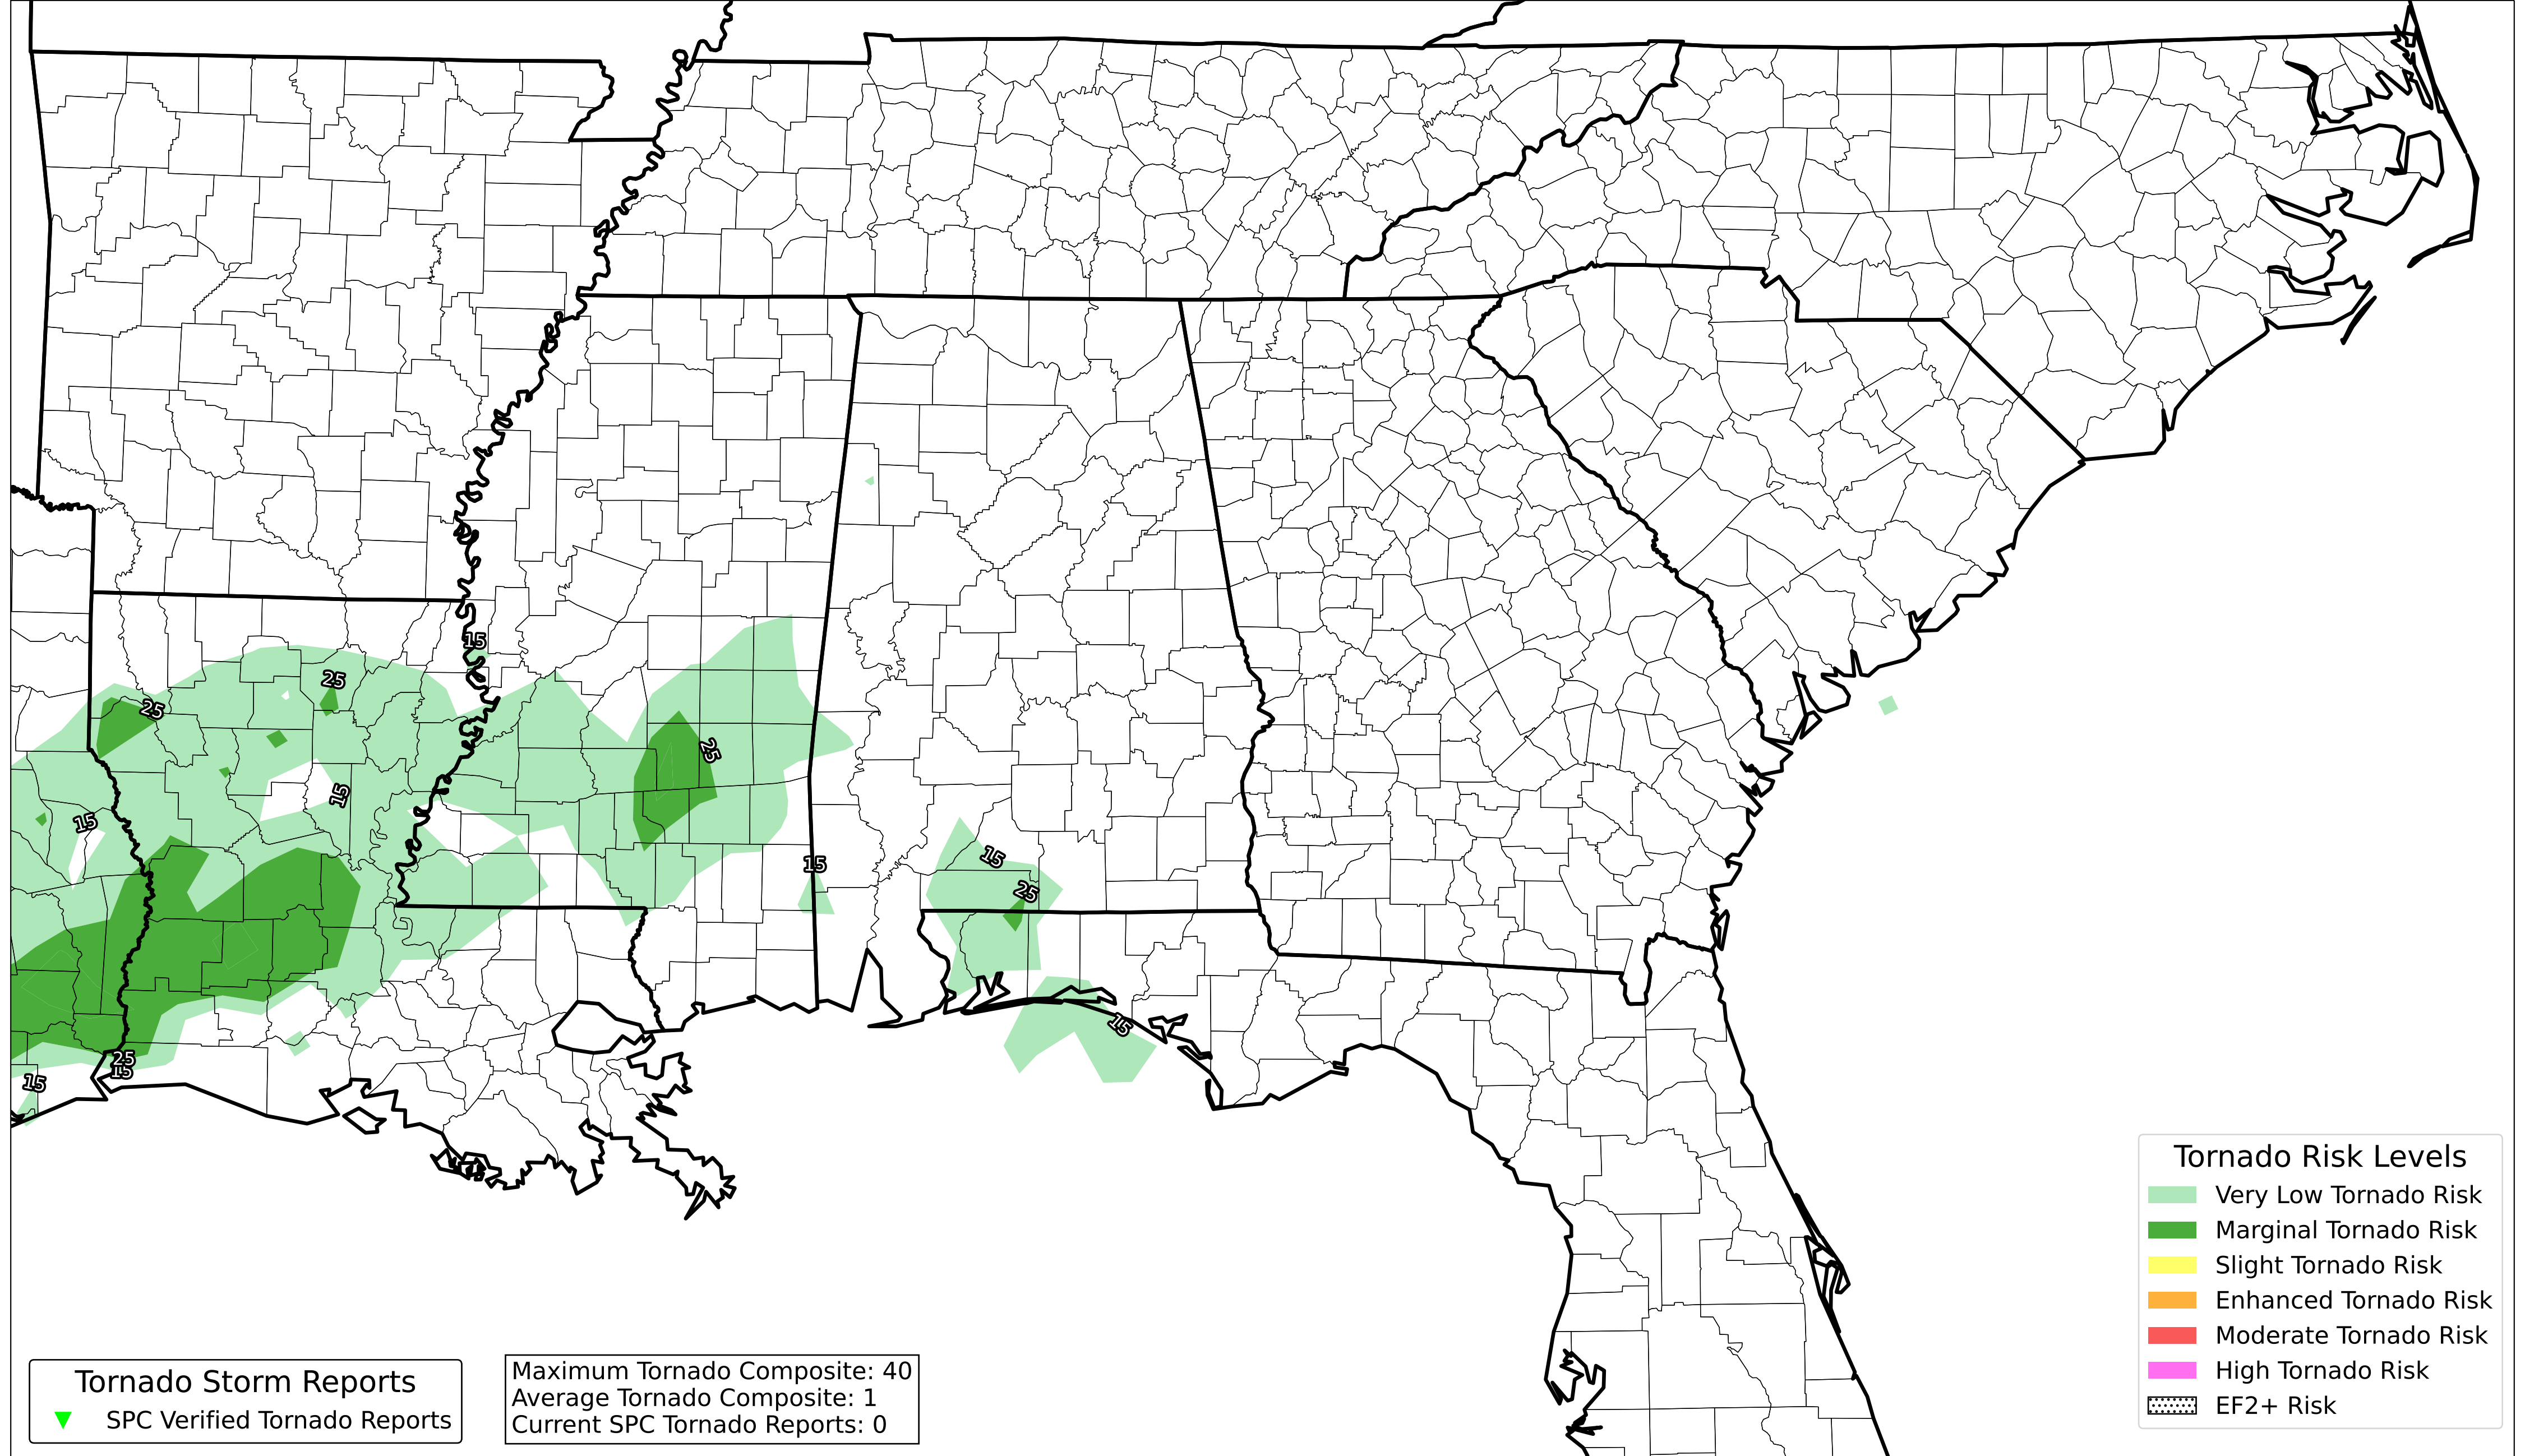 15
25
25
25
15
15
15
15
25
25
15
15
15
15
Tornado Risk Levels
Very Low Tornado Risk
Marginal Tornado Risk
Slight Tornado Risk
Enhanced Tornado Risk
Moderate Tornado Risk
High Tornado Risk
EF2+ Risk
Tornado Storm Reports
SPC Verified Tornado Reports
Maximum Tornado Composite: 40
Average Tornado Composite: 1
Current SPC Tornado Reports: 0